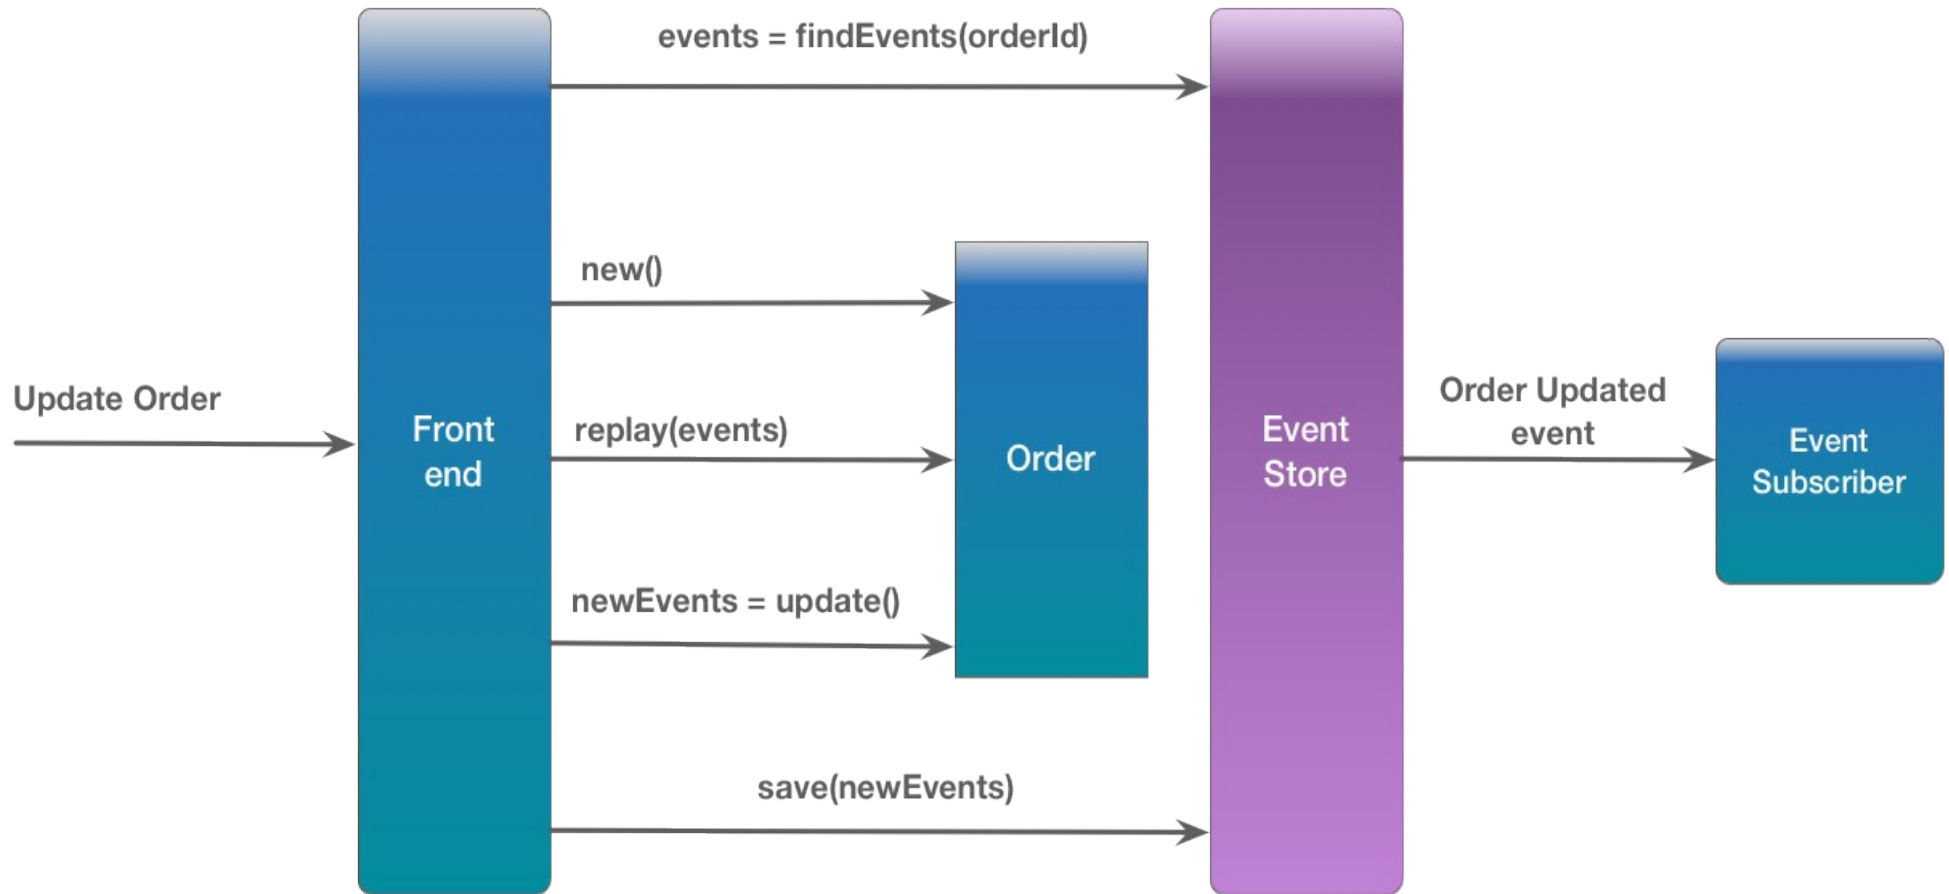 events = findEvents(orderId)
new()
Update Order
Front
end
replay(events)
Order
Event
Store
Order Updated
event
Event
Subscriber
newEvents = update()
save(newEvents)